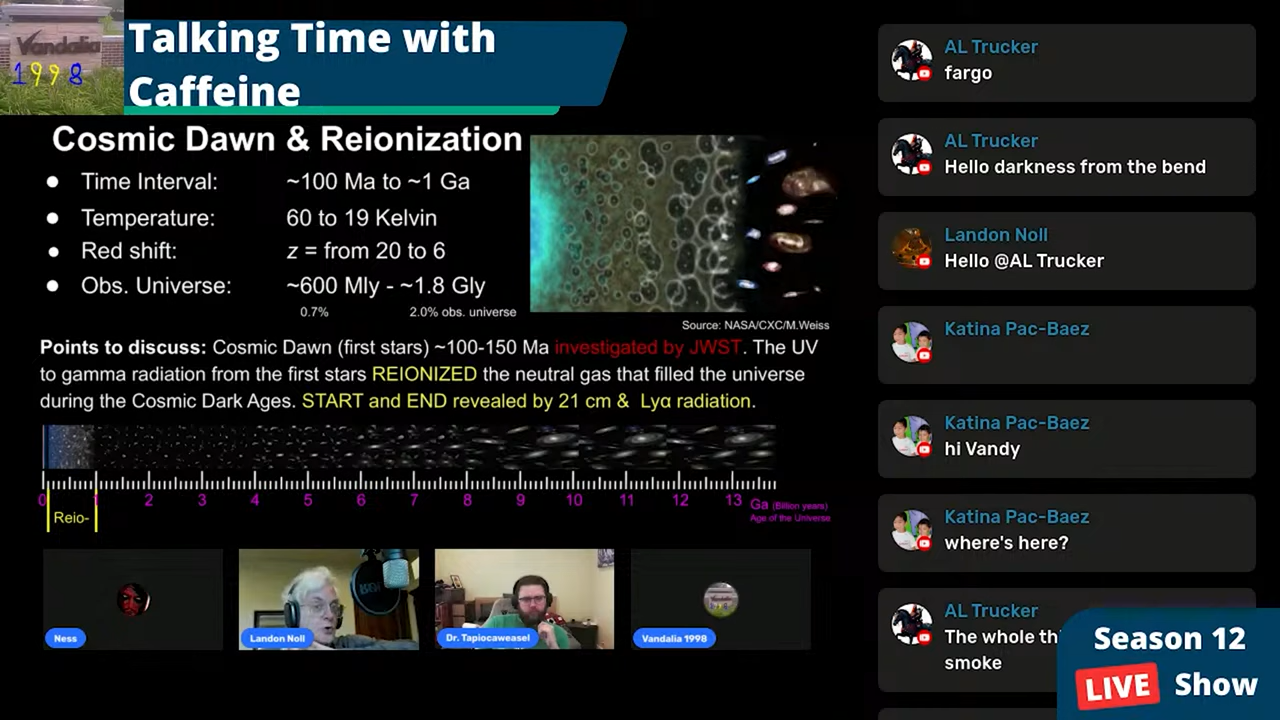 Vandalia
1998
Talking Time with
Caffeine
Cosmic Dawn & Reionization
● Time Interval: ~100 Ma to ~1 Ga
● Temperature: 60 to 19 Kelvin
● Red shift: z = from 20 to 6
● Obs. Universe: ~600 Mly - ~1.8 Gly
0.7% 2.0% obs. universe
Source: NASA/CXC/M.Weiss
Points to discuss: Cosmic Dawn (first stars) ~100-150 Ma investigated by JWST. The UV
to gamma radiation from the first stars REIONIZED the neutral gas that filled the universe
during the Cosmic Dark Ages. START and END revealed by 21 cm & Lyα radiation.
0 1 2 3 4 5 6 7 8 9 10 11 12 13 Ga (Billion years)
Age of the Universe
Reio-
Ness
Landon Noll
Dr. Tapiocaweasel
Vandalia 1998
AL Trucker
fargo
AL Trucker
Hello darkness from the bend
Landon Noll
Hello @AL Trucker
Katina Pac-Baez
Katina Pac-Baez
hi Vandy
Katina Pac-Baez
where's here?
AL Trucker
The whole thi
smoke
Season 12
LIVE Show